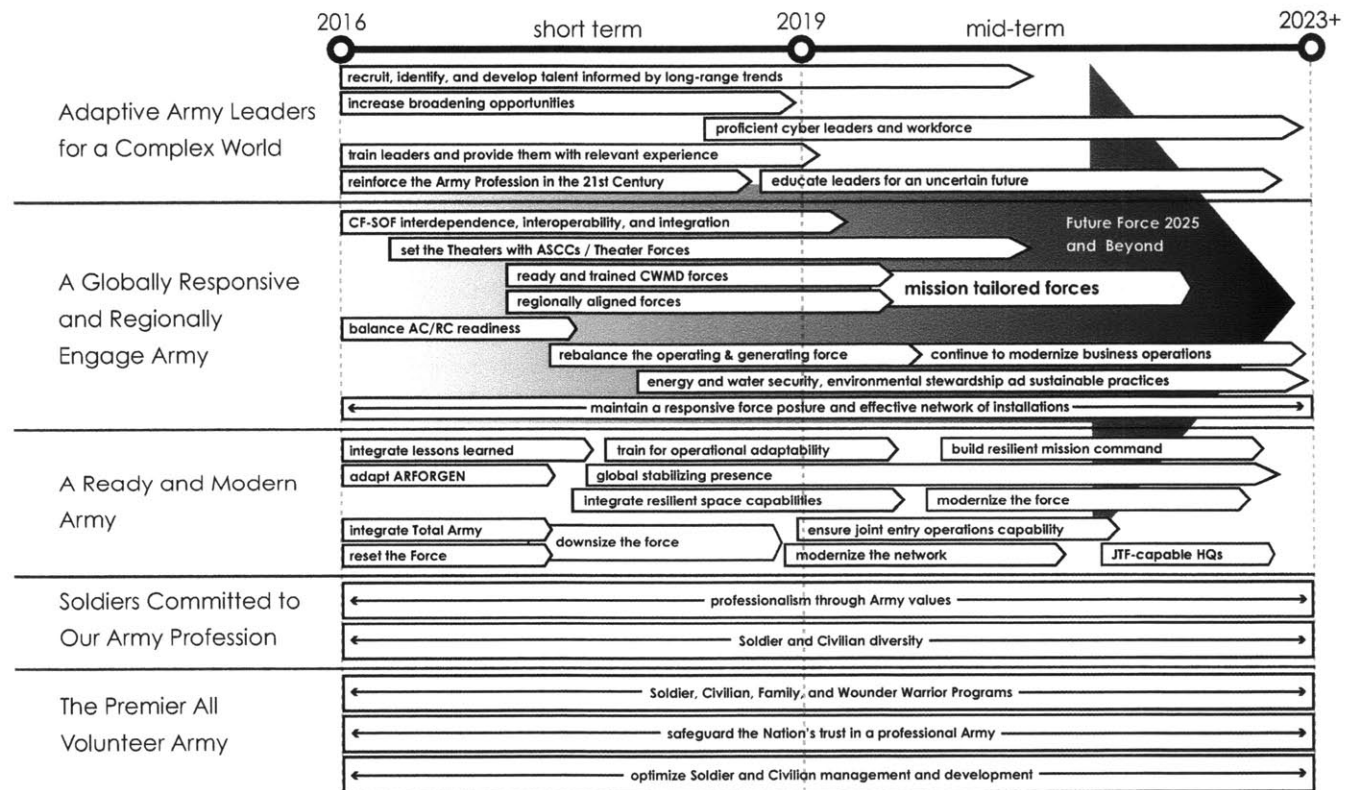 2016
short term
2019
mid-term
2023+
Adaptive Army Leaders
for a Complex World
recruit, identify, and develop talent informed by long-range trends
increase broadening opportunities
proficient cyber leaders and workforce
train leaders and provide them with relevant experience
reinforce the Army Profession in the 21st Century
educate leaders for an uncertain future
A Globally Responsive
and Regionally
Engage Army
CF-SOF interdependence, interoperability, and integration
Future Force 2025
and Beyond
set the Theaters with ASCCs / Theater Forces
ready and trained CWMD forces
regionally aligned forces
mission tailored forces
balance AC/RC readiness
rebalance the operating & generating force
continue to modernize business operations
energy and water security, environmental stewardship ad sustainable practices
maintain a responsive force posture and effective network of installations
A Ready and Modern
Army
integrate lessons learned
train for operational adaptability
build resilient mission command
adapt ARFORGEN
global stabilizing presence
integrate resilient space capabilities
modernize the force
integrate Total Army
downsize the force
ensure joint entry operations capability
reset the Force
modernize the network
JTF-capable HQs
Soldiers Committed to
Our Army Profession
professionalism through Army values
Soldier and Civilian diversity
The Premier All
Volunteer Army
Soldier, Civilian, Family, and Wounder Warrior Programs
safeguard the Nation's trust in a professional Army
optimize Soldier and Civilian management and development